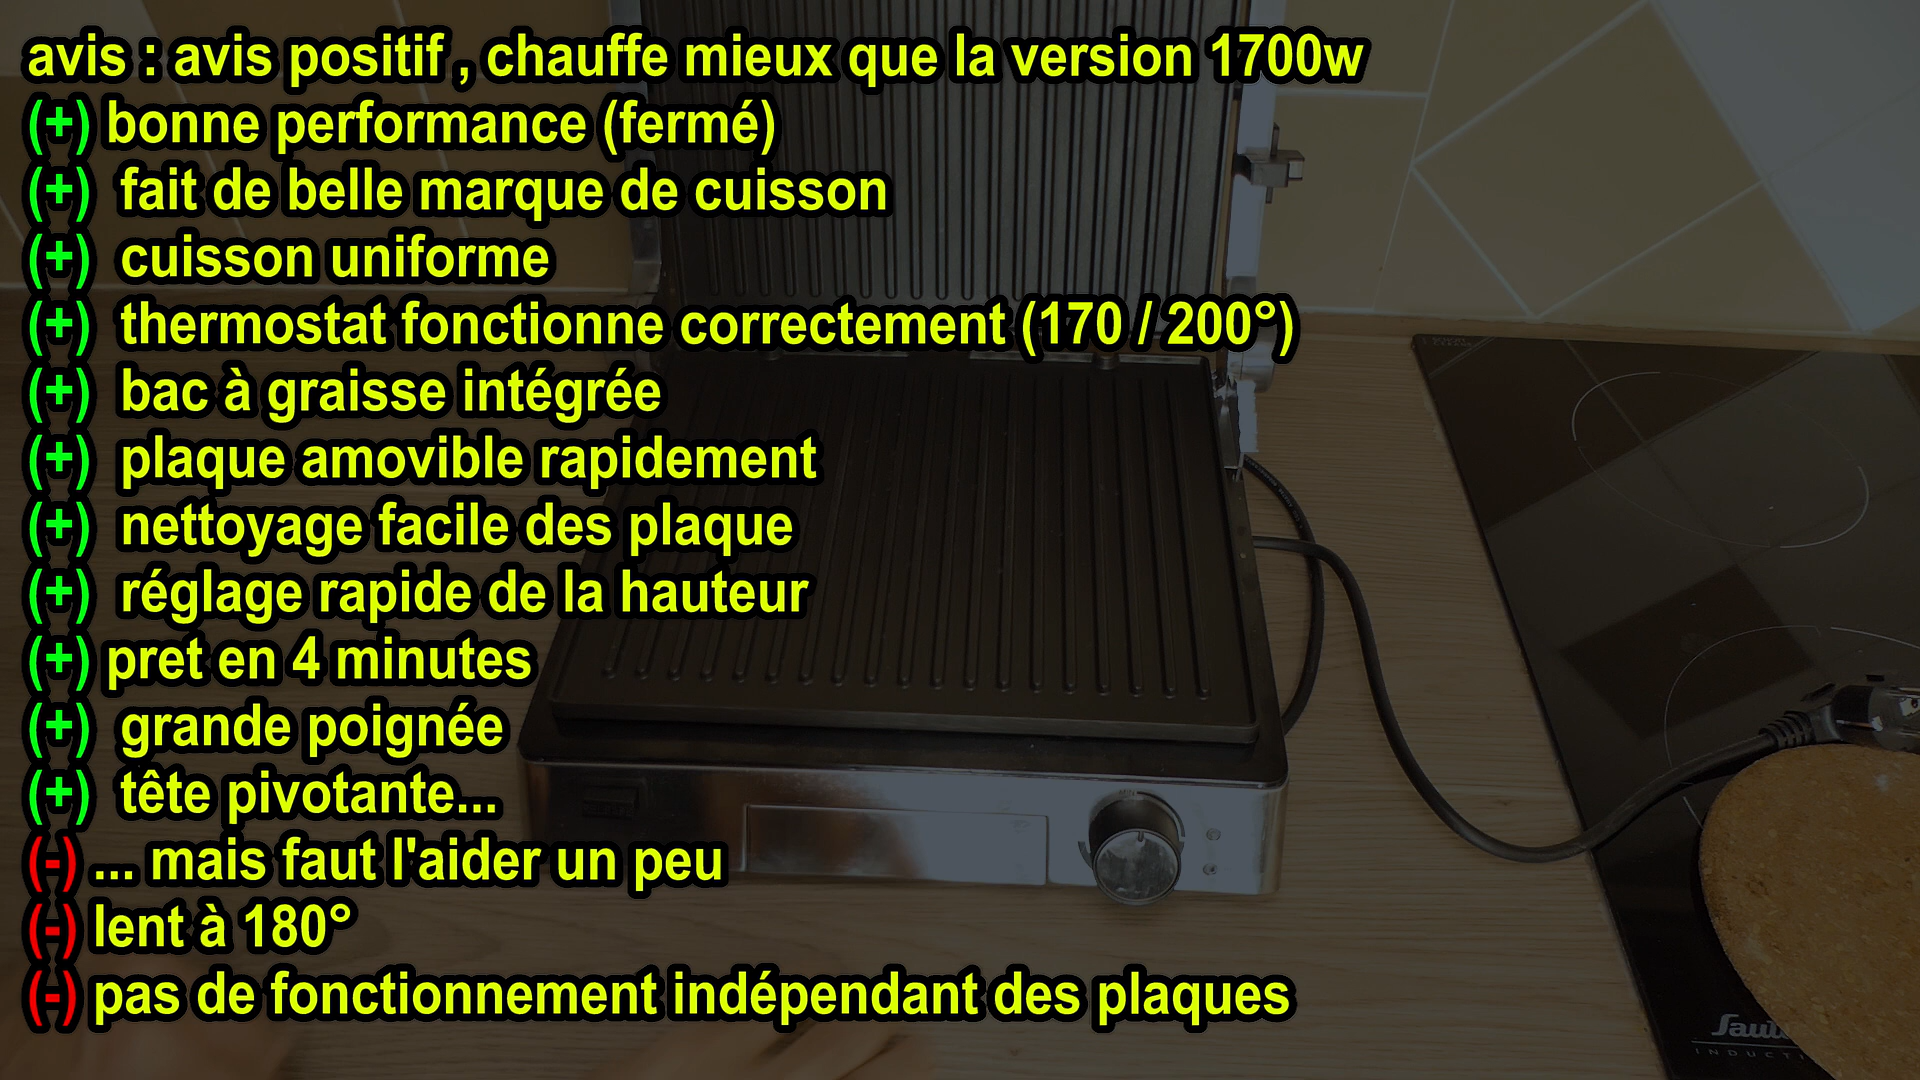 avis : avis positif , chauffe mieux que la version 1700w
(+) bonne performance (fermé)
(+) fait de belle marque de cuisson
(+) cuisson uniforme
(+) thermostat fonctionne correctement (170 / 200°)
(+) bac à graisse intégrée
(+) plaque amovible rapidement
(+) nettoyage facile des plaque
(+) réglage rapide de la hauteur
(+) pret en 4 minutes
(+) grande poignée
(+) tête pivotante...
(-) ... mais faut l'aider un peu
(-) lent à 180°
(-) pas de fonctionnement indépendant des plaques